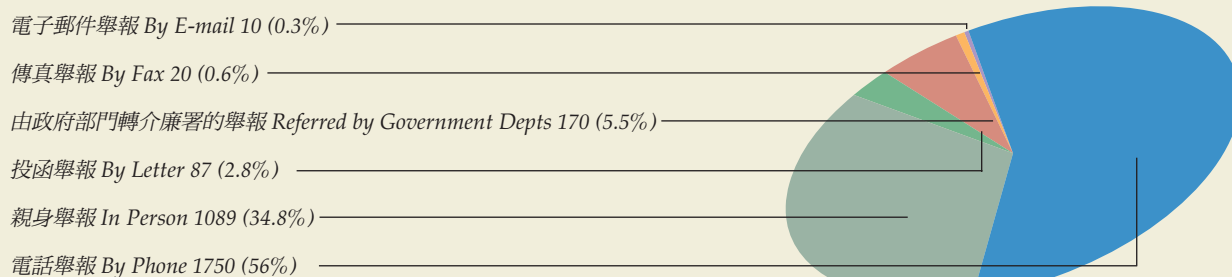 電子郵件舉報 By E-mail 10 (0.3%)
傳真舉報 By Fax 20 (0.6%)
由政府部門轉介廉署的舉報 Referred by Government Depts 170 (5.5%)
投函舉報 By Letter 87 (2.8%)
親身舉報 In Person 1089 (34.8%)
電話舉報 By Phone 1750 (56%)